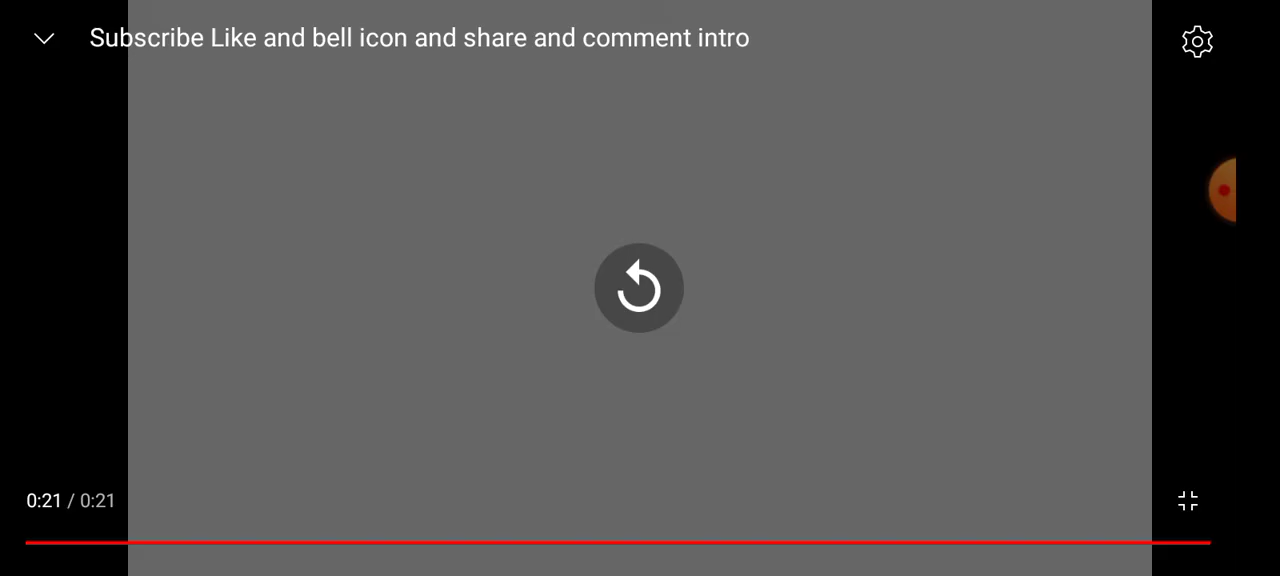 Subscribe Like and bell icon and share and comment intro
0:21 / 0:21